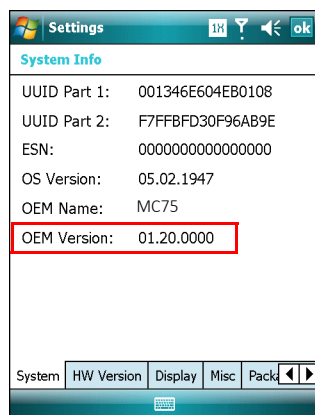 Settings 1X ok
System Info
UUID Part 1: 001346E604EB0108
UUID Part 2: F7FFBFD30F96AB9E
ESN: 0000000000000000
OS Version: 05.02.1947
OEM Name: MC75
OEM Version: 01.20.0000
System HW Version Display Misc Packa